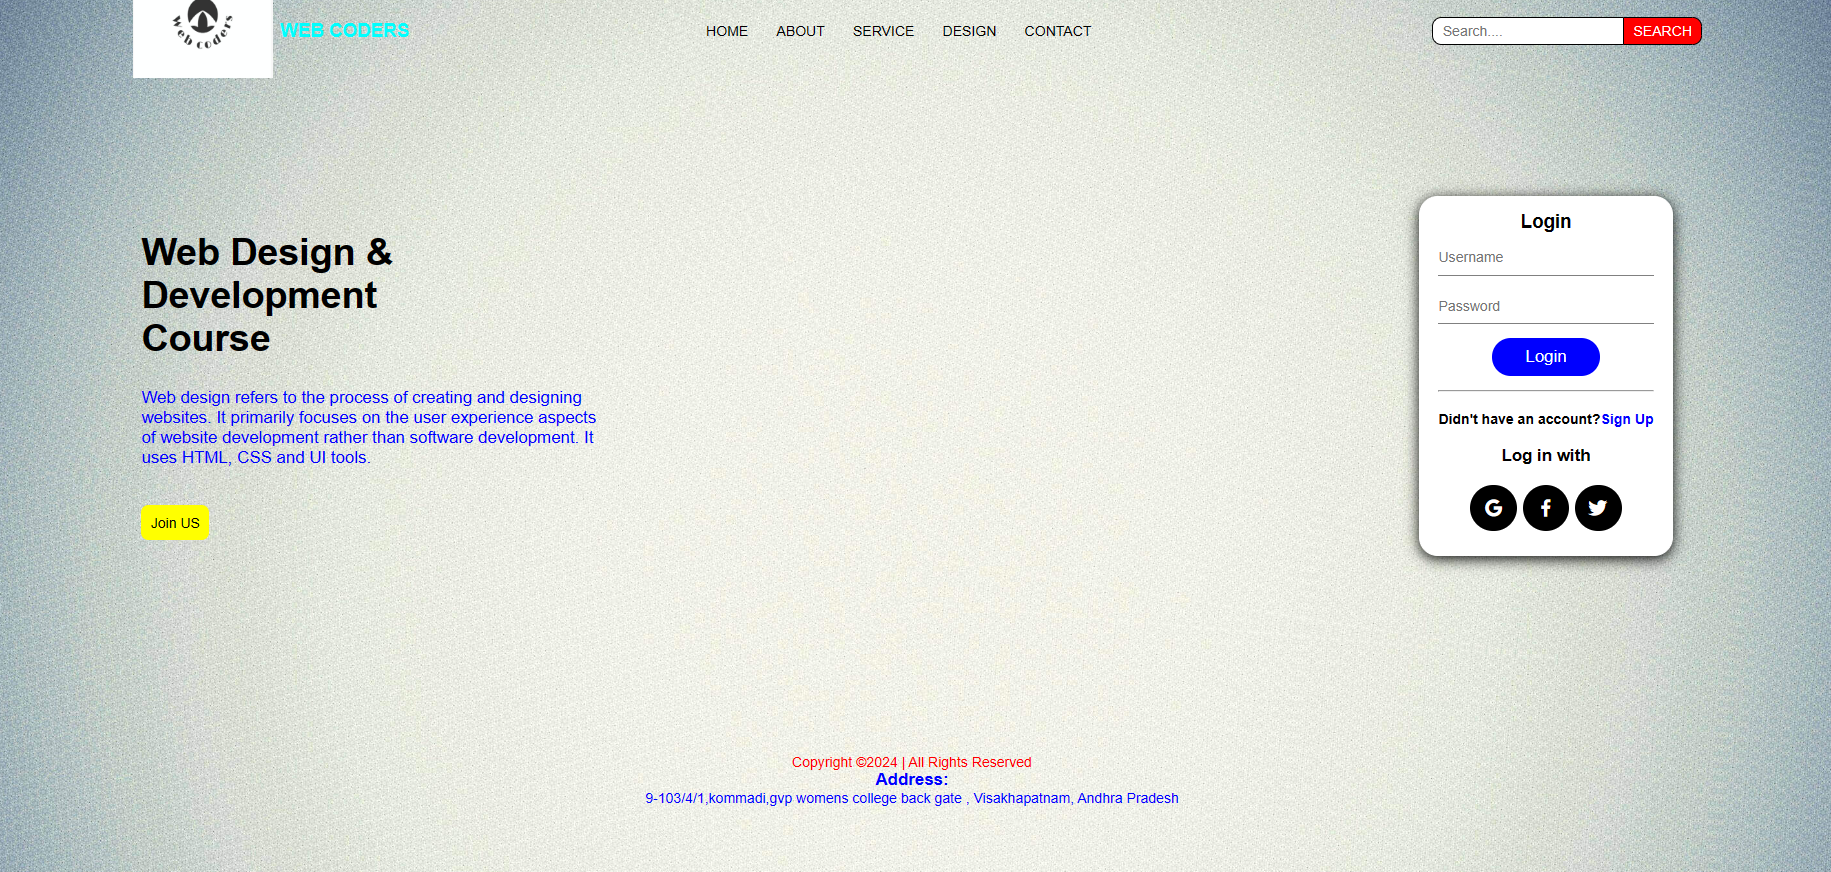 Web coders
WEB CODERS
HOME ABOUT SERVICE DESIGN CONTACT
Search.... SEARCH
Web Design &
Development
Course
Web design refers to the process of creating and designing
websites. It primarily focuses on the user experience aspects
of website development rather than software development. It
uses HTML, CSS and UI tools.
Join US
Login
Username
Password
Login
Didn't have an account?Sign Up
Log in with
Copyright ©2024 | All Rights Reserved
Address:
9-103/4/1,kommadi,gvp womens college back gate , Visakhapatnam, Andhra Pradesh